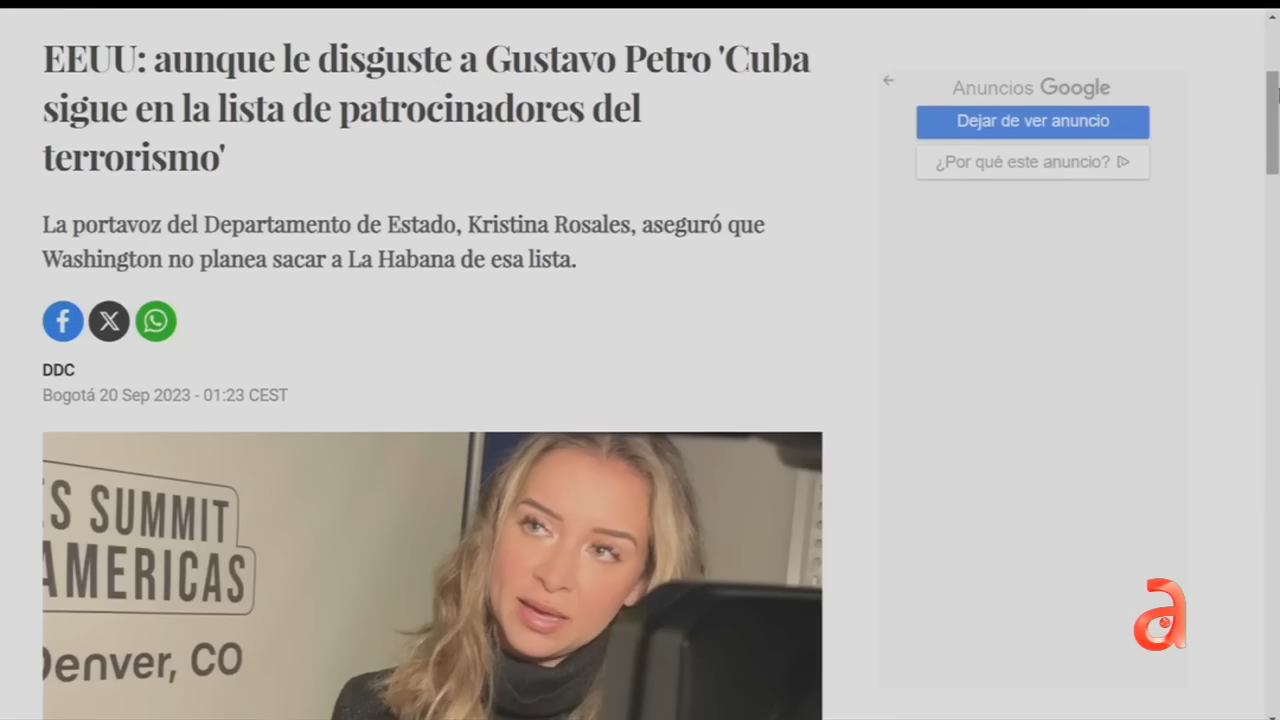 EEUU: aunque le disguste a Gustavo Petro 'Cuba
sigue en la lista de patrocinadores del
terrorismo'
La portavoz del Departamento de Estado, Kristina Rosales, aseguró que
Washington no planea sacar a La Habana de esa lista.
DDC
Bogotá 20 Sep 2023 - 01:23 CEST
ES SUMMIT
AMERICAS
Denver, CO
Anuncios Google
Dejar de ver anuncio
¿Por qué este anuncio?
a